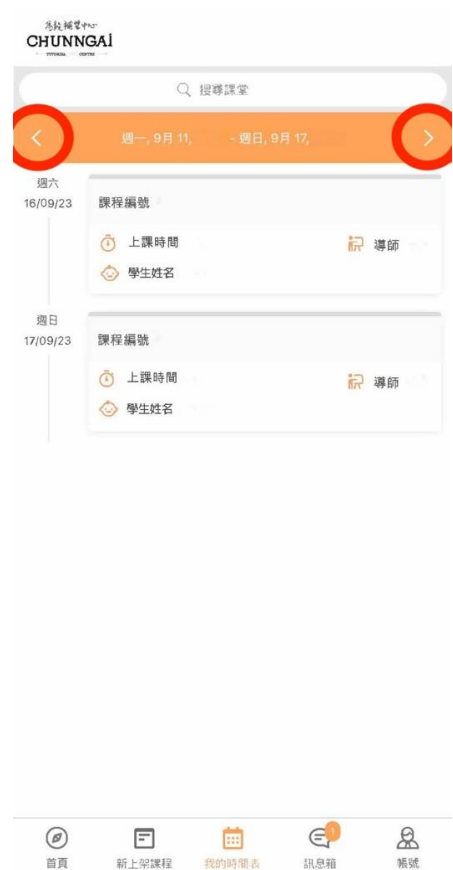 CHUNNGAI
TUTORIAL CENTRE
搜尋課堂
週一, 9月 11, - 週日, 9月 17,
週六
16/09/23
課程編號
上課時間
導師
學生姓名
週日
17/09/23
課程編號
上課時間
導師
學生姓名
1
首頁
新上架課程
我的時間表
訊息箱
帳號